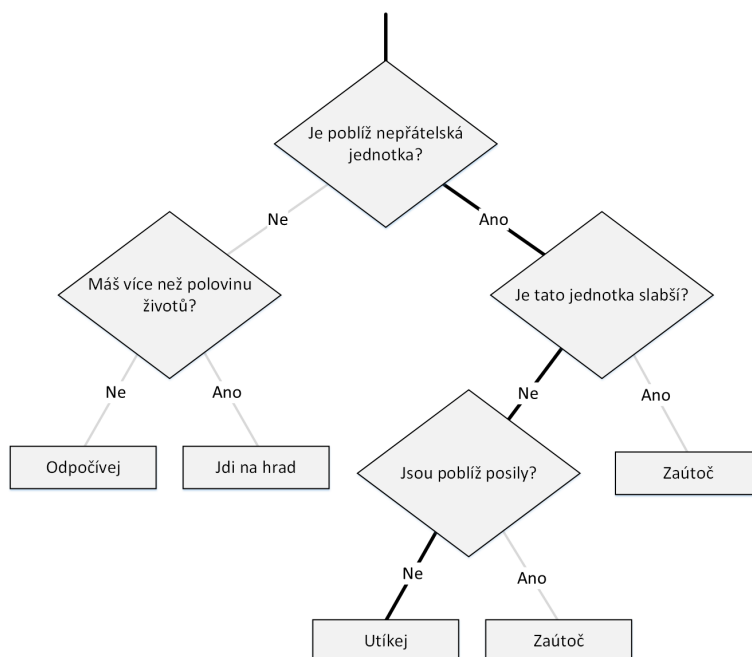 Je poblíž nepřátelská
jednotka?
Ne
Ano
Máš více než polovinu
životů?
Je tato jednotka slabší?
Ne
Ano
Ne
Ano
Odpočívej
Jdi na hrad
Jsou poblíž posily?
Zaútoč
Ne
Ano
Utíkej
Zaútoč